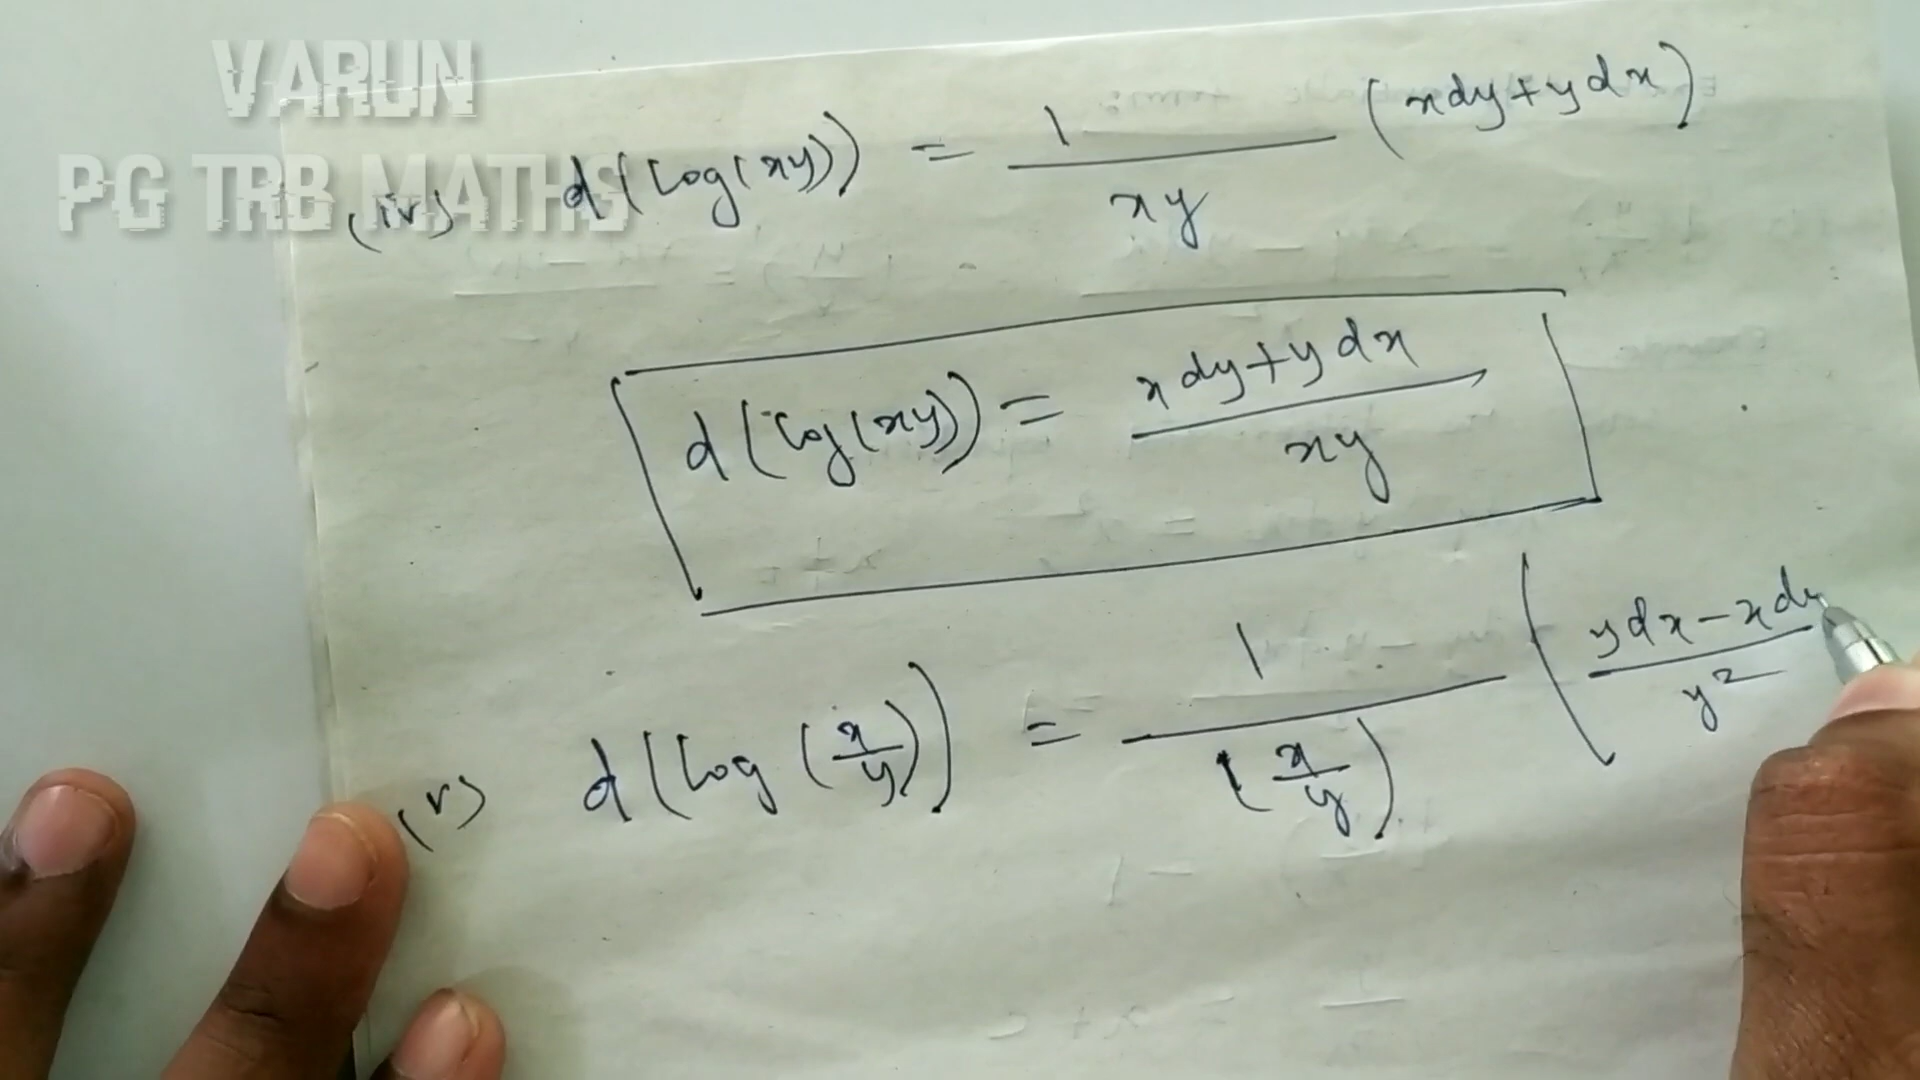 VARUN
PG TRB MATHS
(iv) d(log(xy)) = 1/xy (xdy+ydx)
d(log(xy)) = xdy+ydx/xy
(v) d(log(x/y)) = 1/(x/y) (ydx-xdy/y²